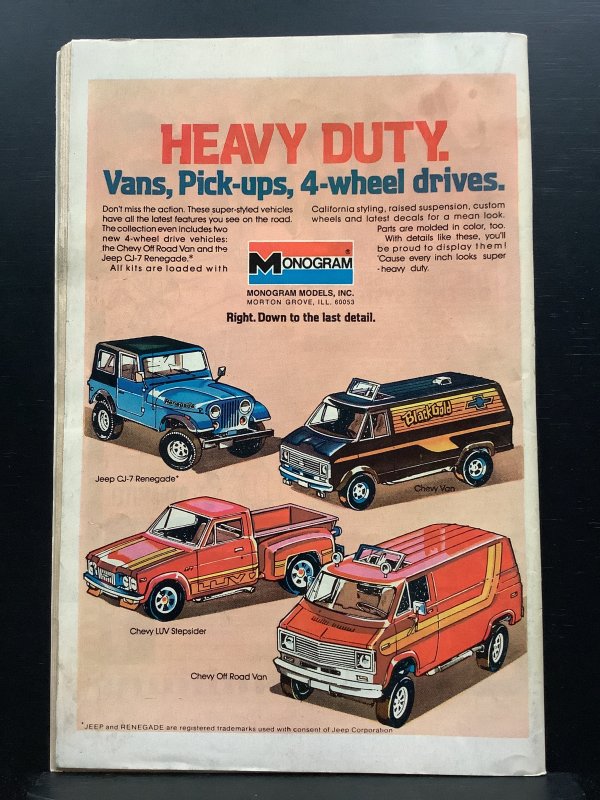 HEAVY DUTY.
Vans, Pick-ups, 4-wheel drives.
Don't miss the action. These super-styled vehicles
have all the latest features you see on the road.
The collection even includes two
new 4-wheel drive vehicles:
the Chevy Off Road Van and the
Jeep CJ-7 Renegade.*
All kits are loaded with
California styling, raised suspension, custom
wheels and latest decals for a mean look.
Parts are molded in color, too.
With details like these, you'll
be proud to display them!
'Cause every inch looks super
-heavy duty.
MONOGRAM®
MONOGRAM MODELS, INC.
MORTON GROVE, ILL. 60053
Right. Down to the last detail.
Renegade
Jeep CJ-7 Renegade*
Black Gold
Chevy Van
LUV
Chevy LUV Stepsider
Chevy Off Road Van
*JEEP and RENEGADE are registered trademarks used with consent of Jeep Corporation